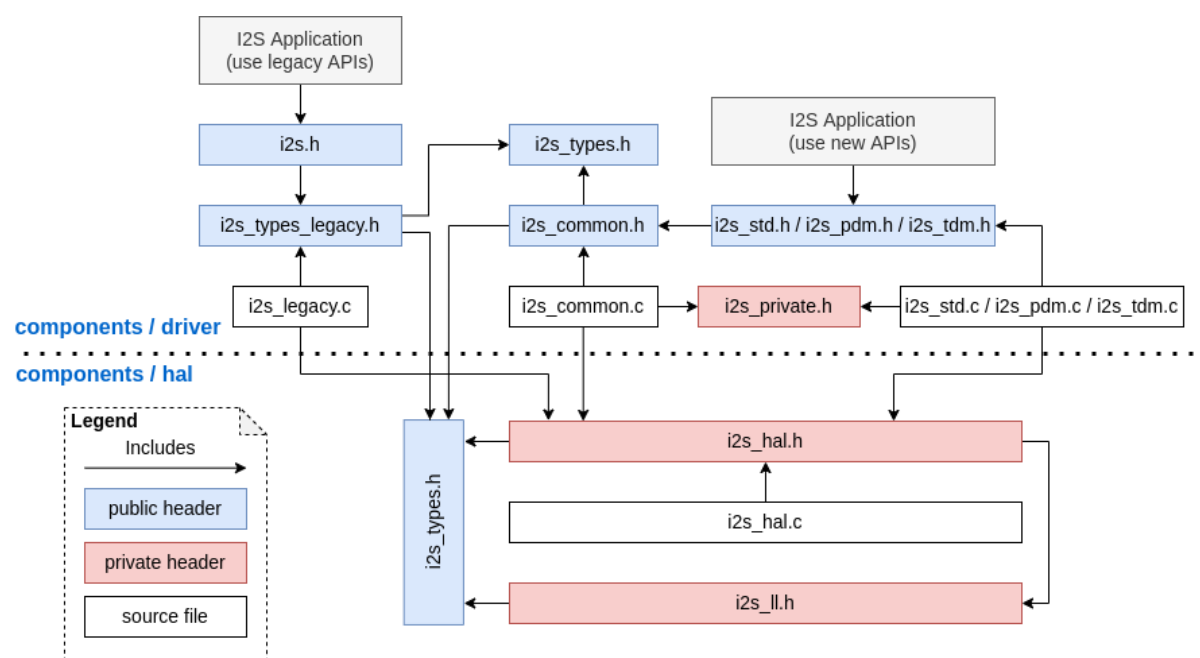 I2S Application
(use legacy APIs)
I2S Application
(use new APIs)
i2s.h
i2s_types.h
i2s_types_legacy.h
i2s_common.h
i2s_std.h / i2s_pdm.h / i2s_tdm.h
i2s_legacy.c
i2s_common.c
i2s_private.h
i2s_std.c / i2s_pdm.c / i2s_tdm.c
components / driver
components / hal
Legend
Includes
public header
private header
source file
i2s_types.h
i2s_hal.h
i2s_hal.c
i2s_ll.h